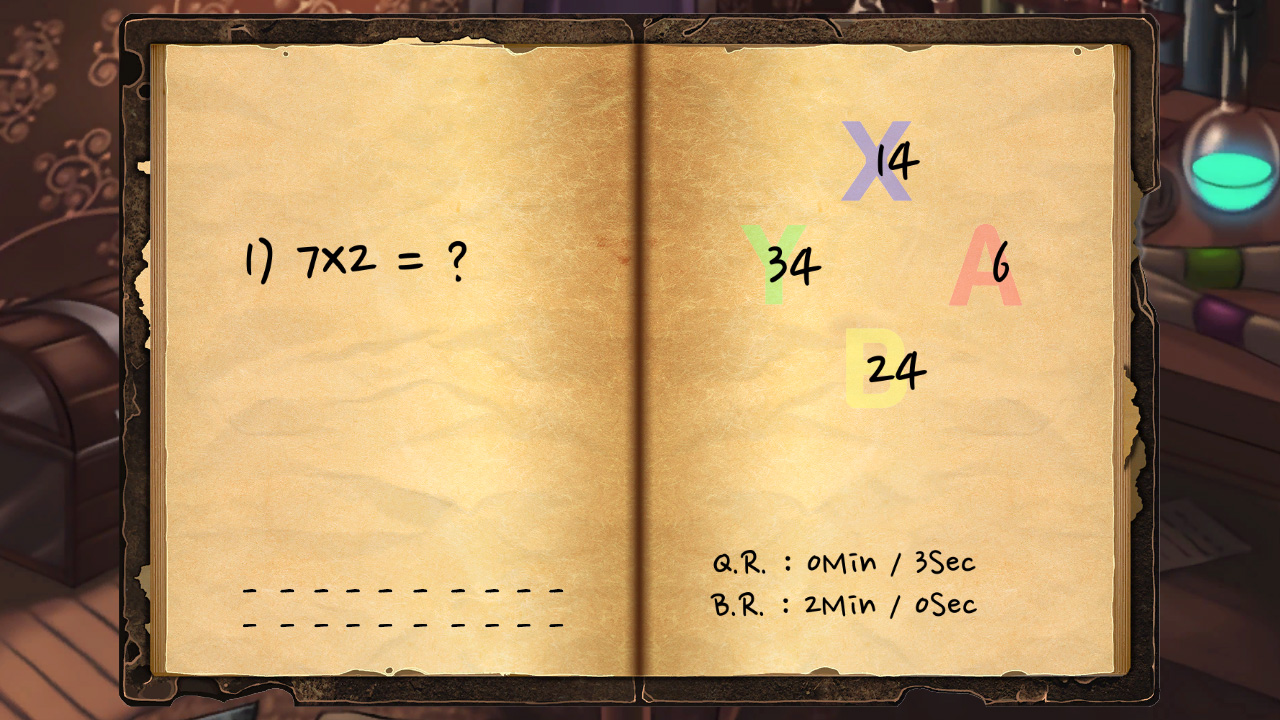 1) 7x2 = ?
_ _ _ _ _ _ _ _ _ _
_ _ _ _ _ _ _ _ _ _
X 14
Y 34
A 6
B 24
Q.R. : 0Min / 3Sec
B.R. : 2Min / 0Sec